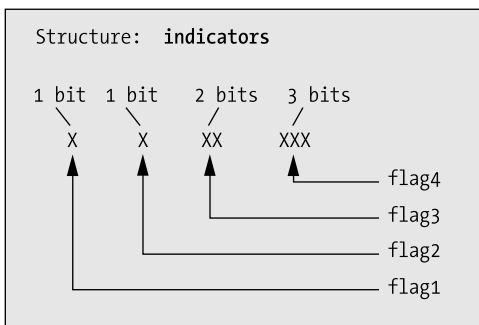 Structure: indicators
1 bit 1 bit 2 bits 3 bits
X X XX XXX
flag4
flag3
flag2
flag1